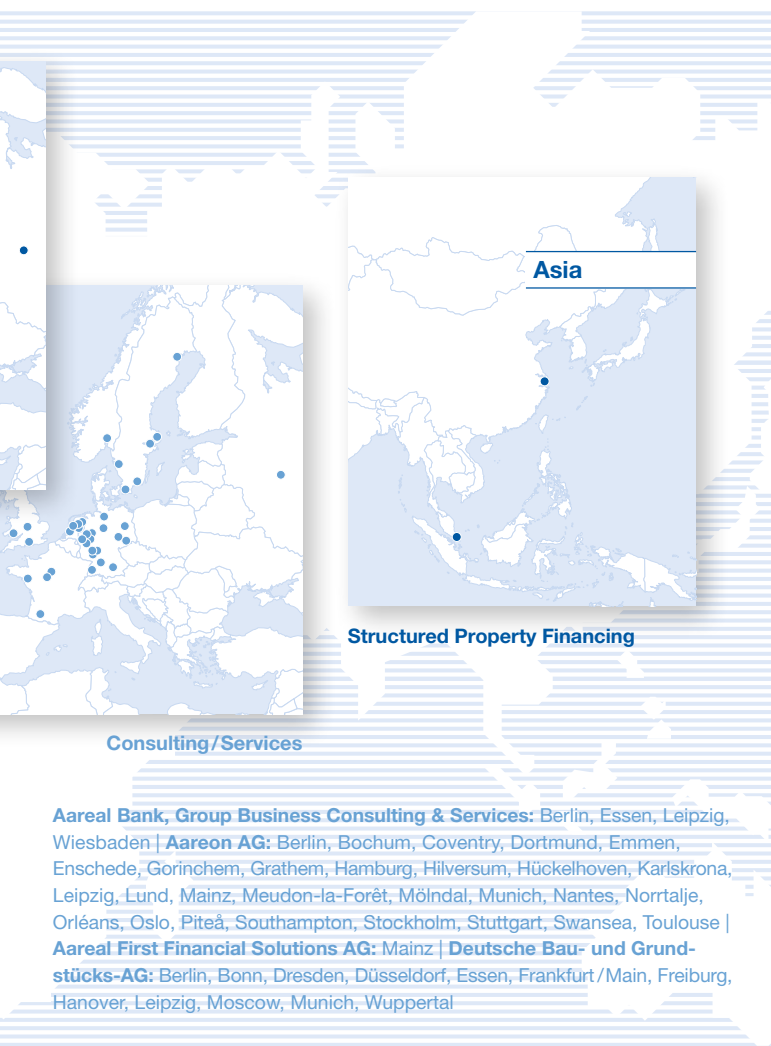 Asia
Structured Property Financing
Consulting/Services
Aareal Bank, Group Business Consulting & Services: Berlin, Essen, Leipzig,
Wiesbaden | Aareon AG: Berlin, Bochum, Coventry, Dortmund, Emmen,
Enschede, Gorinchem, Grathem, Hamburg, Hilversum, Hückelhoven, Karlskrona,
Leipzig, Lund, Mainz, Meudon-la-Forêt, Mölndal, Munich, Nantes, Norrtalje,
Orléans, Oslo, Piteå, Southampton, Stockholm, Stuttgart, Swansea, Toulouse |
Aareal First Financial Solutions AG: Mainz | Deutsche Bau- und Grund-
stücks-AG: Berlin, Bonn, Dresden, Düsseldorf, Essen, Frankfurt/Main, Freiburg,
Hanover, Leipzig, Moscow, Munich, Wuppertal